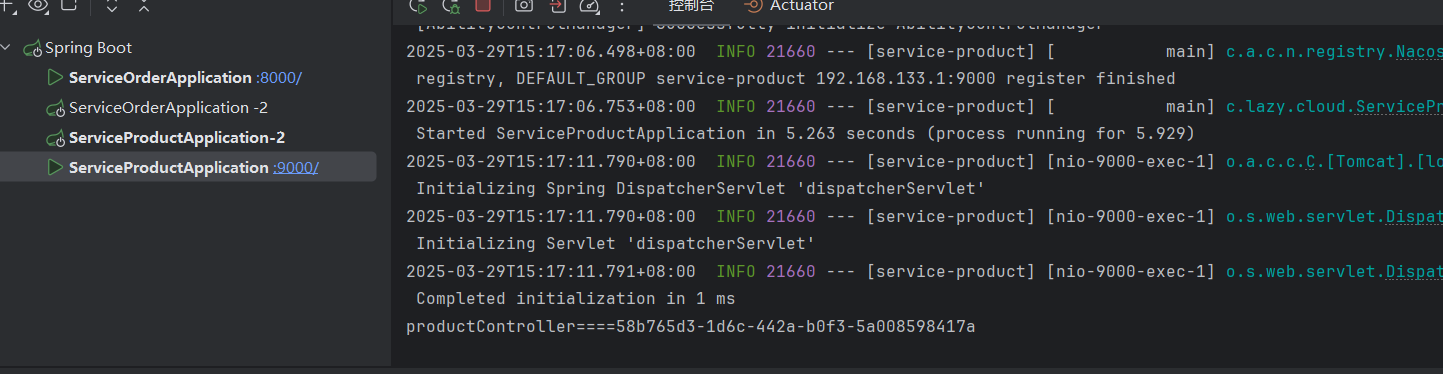 控制台
Actuator
Spring Boot
ServiceOrderApplication :8000/
ServiceOrderApplication -2
ServiceProductApplication-2
ServiceProductApplication :9000/
[AbilityControlManager] Successfully initialize AbilityControlManager
2025-03-29T15:17:06.498+08:00  INFO 21660 --- [service-product] [           main] c.a.c.n.registry.Nacos
registry, DEFAULT_GROUP service-product 192.168.133.1:9000 register finished
2025-03-29T15:17:06.753+08:00  INFO 21660 --- [service-product] [           main] c.lazy.cloud.ServicePr
Started ServiceProductApplication in 5.263 seconds (process running for 5.929)
2025-03-29T15:17:11.790+08:00  INFO 21660 --- [service-product] [nio-9000-exec-1] o.a.c.c.C.[Tomcat].[lo
Initializing Spring DispatcherServlet 'dispatcherServlet'
2025-03-29T15:17:11.790+08:00  INFO 21660 --- [service-product] [nio-9000-exec-1] o.s.web.servlet.Dispat
Initializing Servlet 'dispatcherServlet'
2025-03-29T15:17:11.791+08:00  INFO 21660 --- [service-product] [nio-9000-exec-1] o.s.web.servlet.Dispat
Completed initialization in 1 ms
productController====58b765d3-1d6c-442a-b0f3-5a008598417a